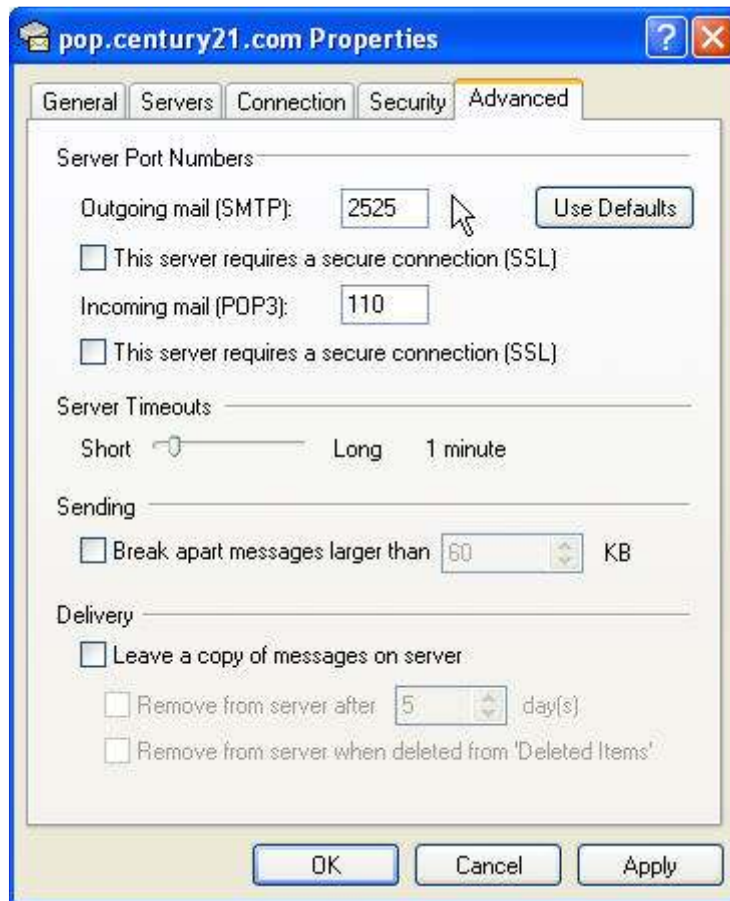 pop.century21.com Properties
General Servers Connection Security Advanced
Server Port Numbers
Outgoing mail (SMTP): 2525 Use Defaults
This server requires a secure connection (SSL)
Incoming mail (POP3): 110
This server requires a secure connection (SSL)
Server Timeouts
Short Long 1 minute
Sending
Break apart messages larger than 60 KB
Delivery
Leave a copy of messages on server
Remove from server after 5 day(s)
Remove from server when deleted from 'Deleted Items'
OK Cancel Apply